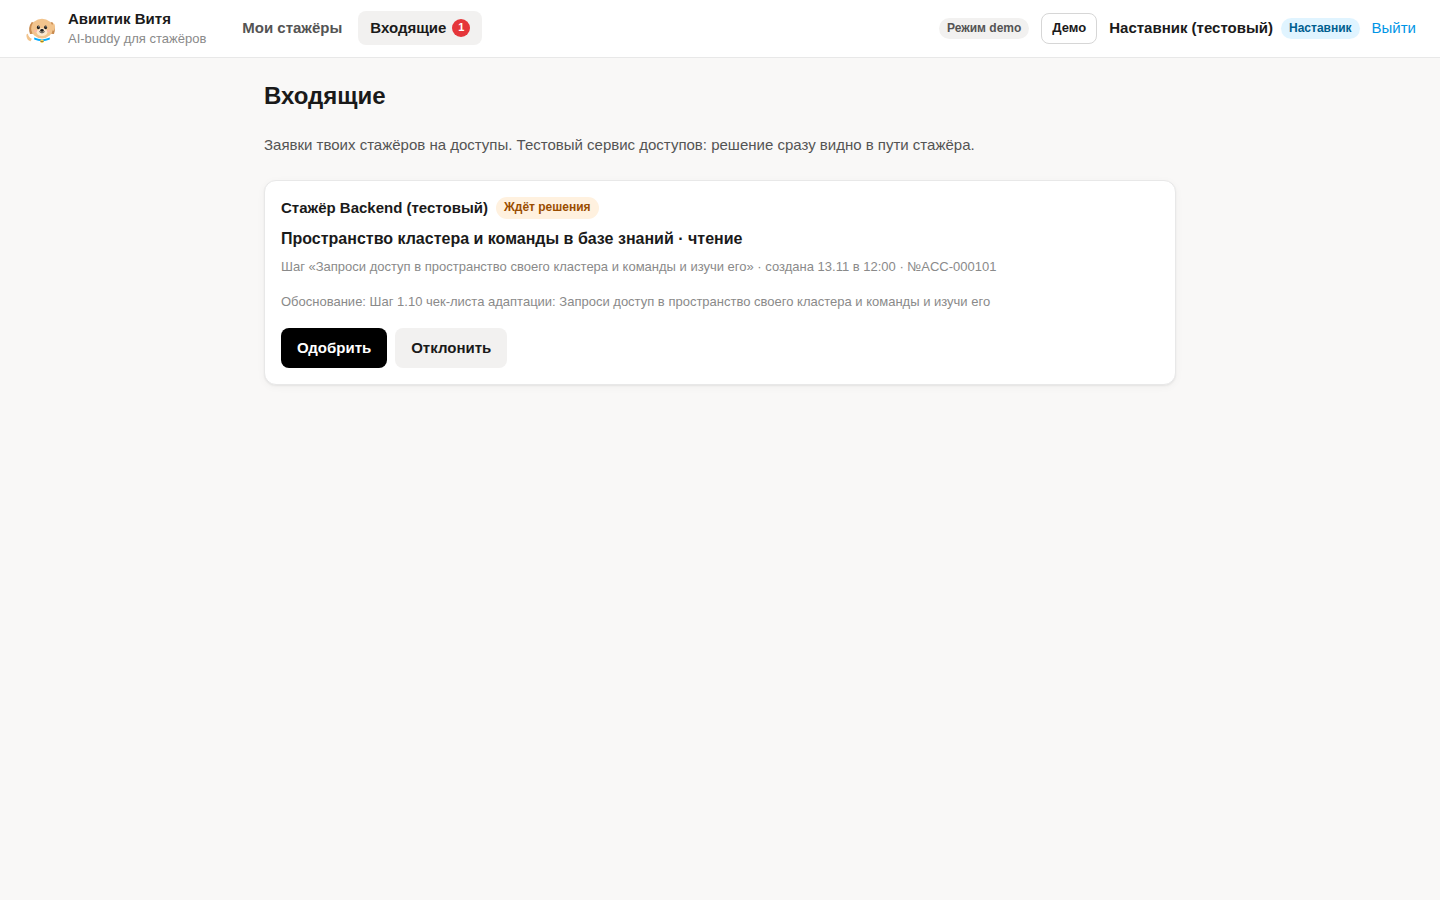 Авиитик Витя
AI-buddy для стажёров
Мои стажёры
Входящие 1
Режим demo
Демо
Наставник (тестовый)
Наставник
Выйти
Входящие
Заявки твоих стажёров на доступы. Тестовый сервис доступов: решение сразу видно в пути стажёра.
Стажёр Backend (тестовый) Ждёт решения
Пространство кластера и команды в базе знаний · чтение
Шаг «Запроси доступ в пространство своего кластера и команды и изучи его» · создана 13.11 в 12:00 · №ACC-000101
Обоснование: Шаг 1.10 чек-листа адаптации: Запроси доступ в пространство своего кластера и команды и изучи его
Одобрить
Отклонить